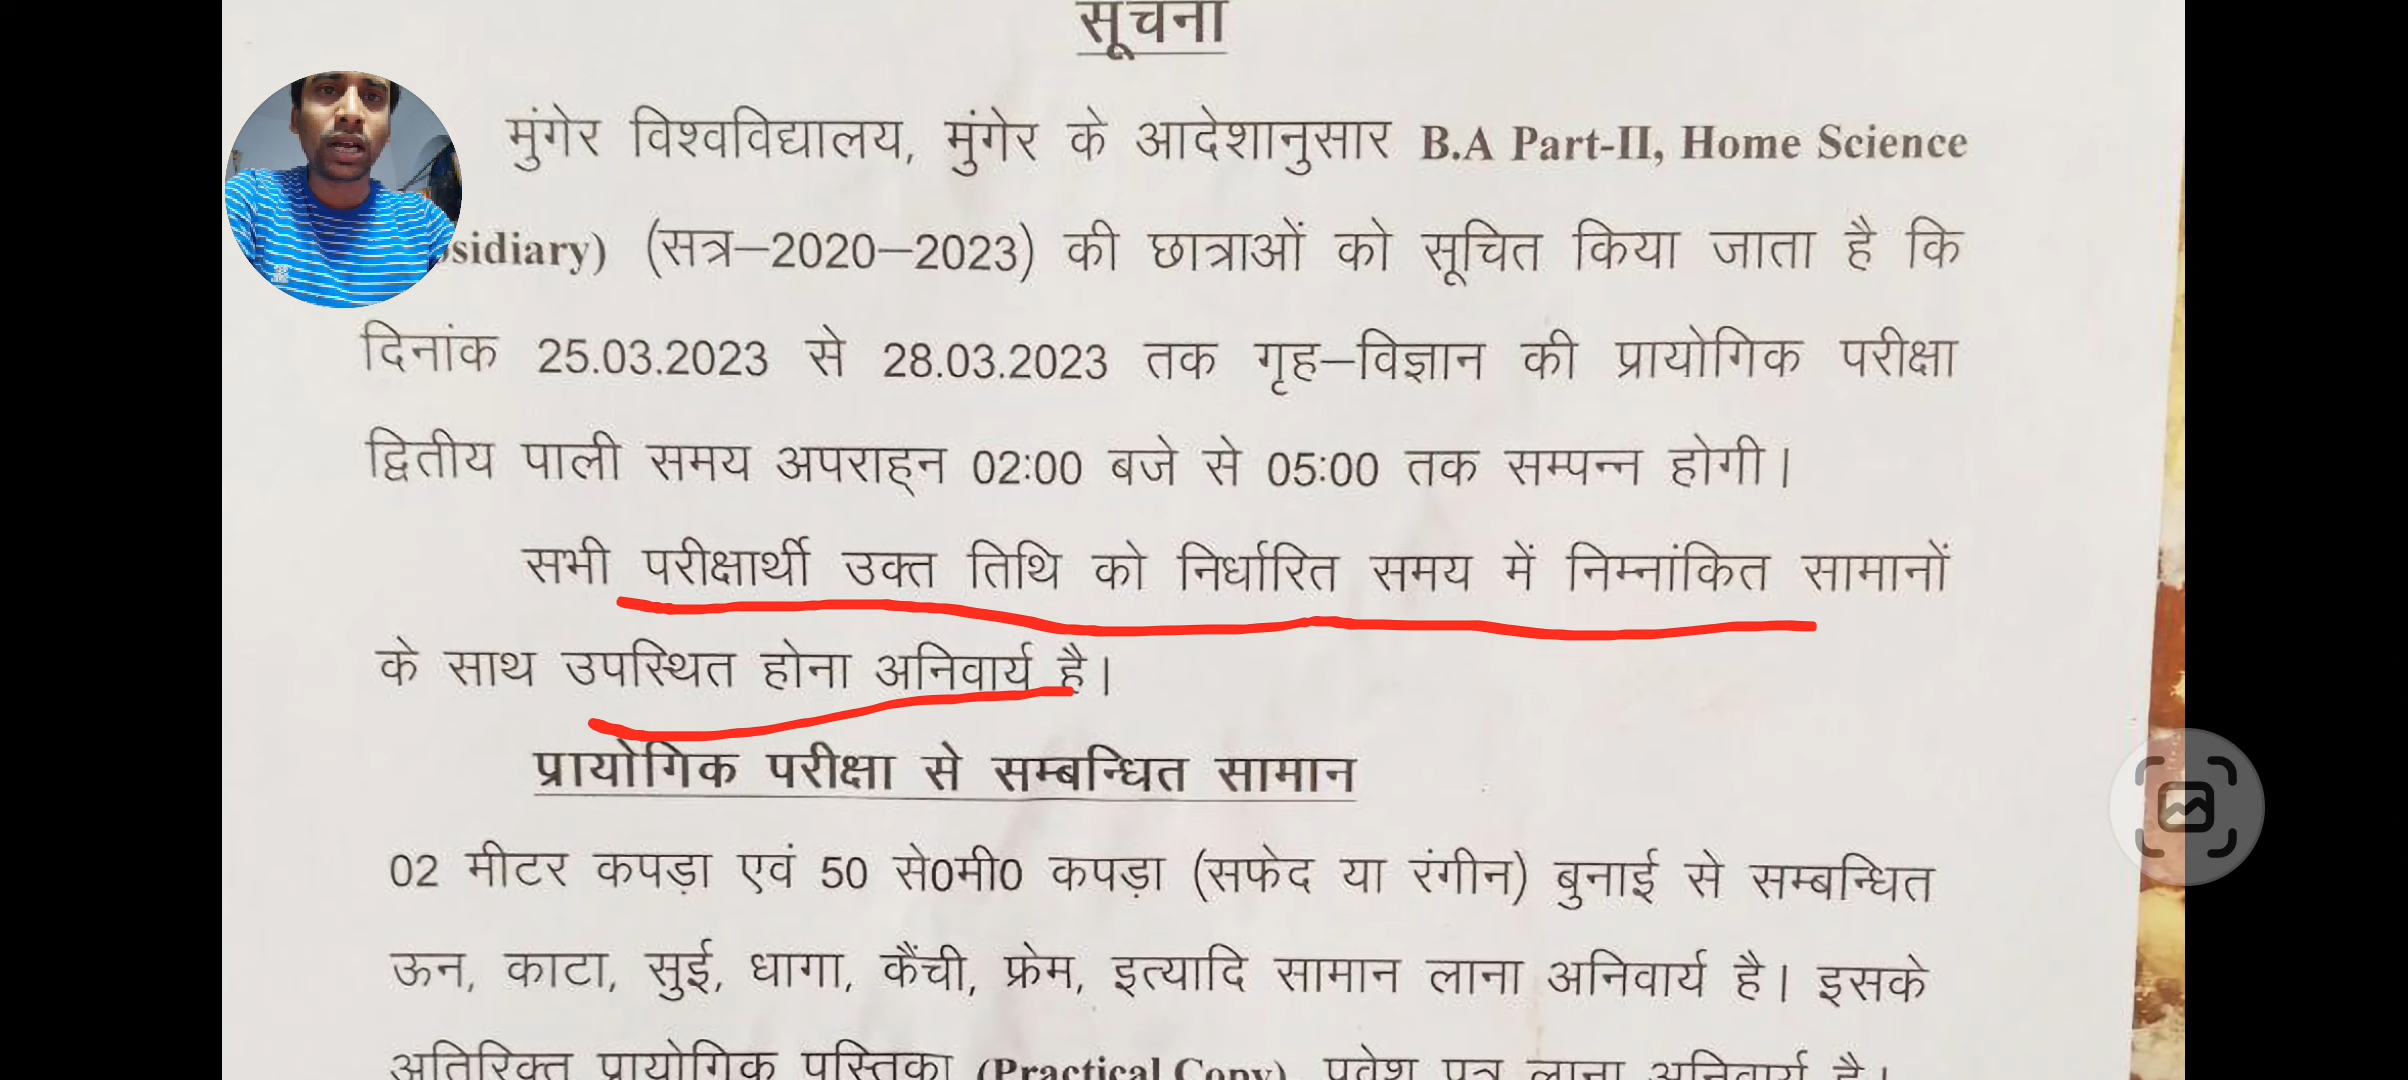 सूचना
मुंगेर विश्वविद्यालय, मुंगेर के आदेशानुसार B.A Part-II, Home Science
sidiary) (सत्र–2020–2023) की छात्राओं को सूचित किया जाता है कि
दिनांक 25.03.2023 से 28.03.2023 तक गृह–विज्ञान की प्रायोगिक परीक्षा
द्वितीय पाली समय अपराह्न 02:00 बजे से 05:00 तक सम्पन्न होगी।
सभी परीक्षार्थी उक्त तिथि को निर्धारित समय में निम्नांकित सामानों
के साथ उपस्थित होना अनिवार्य है।
प्रायोगिक परीक्षा से सम्बन्धित सामान
02 मीटर कपड़ा एवं 50 से0मी0 कपड़ा (सफेद या रंगीन) बुनाई से सम्बन्धित
ऊन, काटा, सुई, धागा, कैंची, फ्रेम, इत्यादि सामान लाना अनिवार्य है। इसके
अतिरिक्त प्रायोगिक पुस्तिका (Practical Copy), प्रवेश पत्र लाना अनिवार्य है।